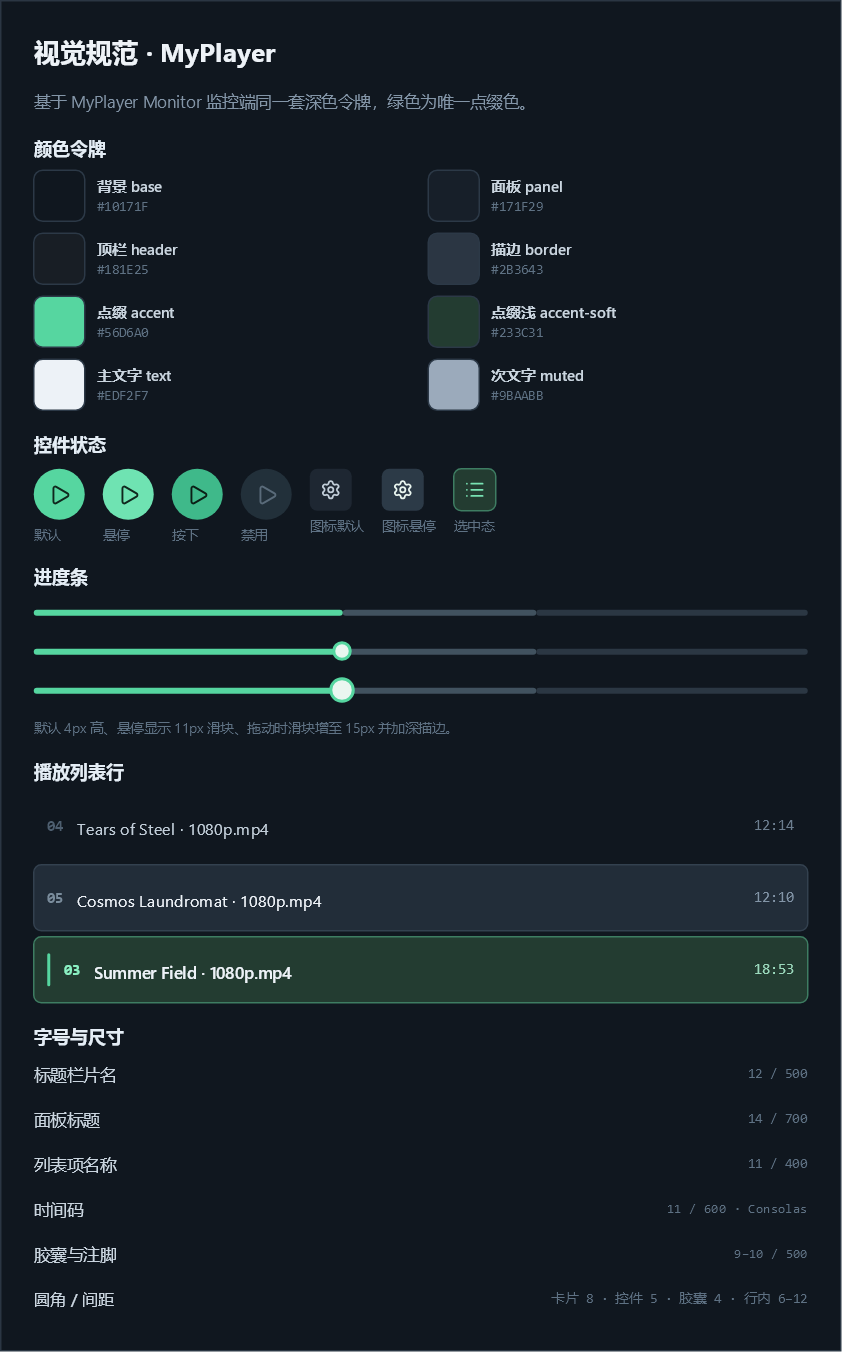 视觉规范 · MyPlayer
基于 MyPlayer Monitor 监控端同一套深色令牌，绿色为唯一点缀色。
颜色令牌
背景 base
#10171F
面板 panel
#171F29
顶栏 header
#181E25
描边 border
#2B3643
点缀 accent
#56D6A0
点缀浅 accent-soft
#233C31
主文字 text
#EDF2F7
次文字 muted
#9BAABB
控件状态
默认
悬停
按下
禁用
图标默认
图标悬停
选中态
进度条
默认 4px 高、悬停显示 11px 滑块、拖动时滑块增至 15px 并加深描边。
播放列表行
04 Tears of Steel · 1080p.mp4 12:14
05 Cosmos Laundromat · 1080p.mp4 12:10
03 Summer Field · 1080p.mp4 18:53
字号与尺寸
标题栏片名 12 / 500
面板标题 14 / 700
列表项名称 11 / 400
时间码 11 / 600 · Consolas
胶囊与注脚 9–10 / 500
圆角 / 间距 卡片 8 · 控件 5 · 胶囊 4 · 行内 6–12